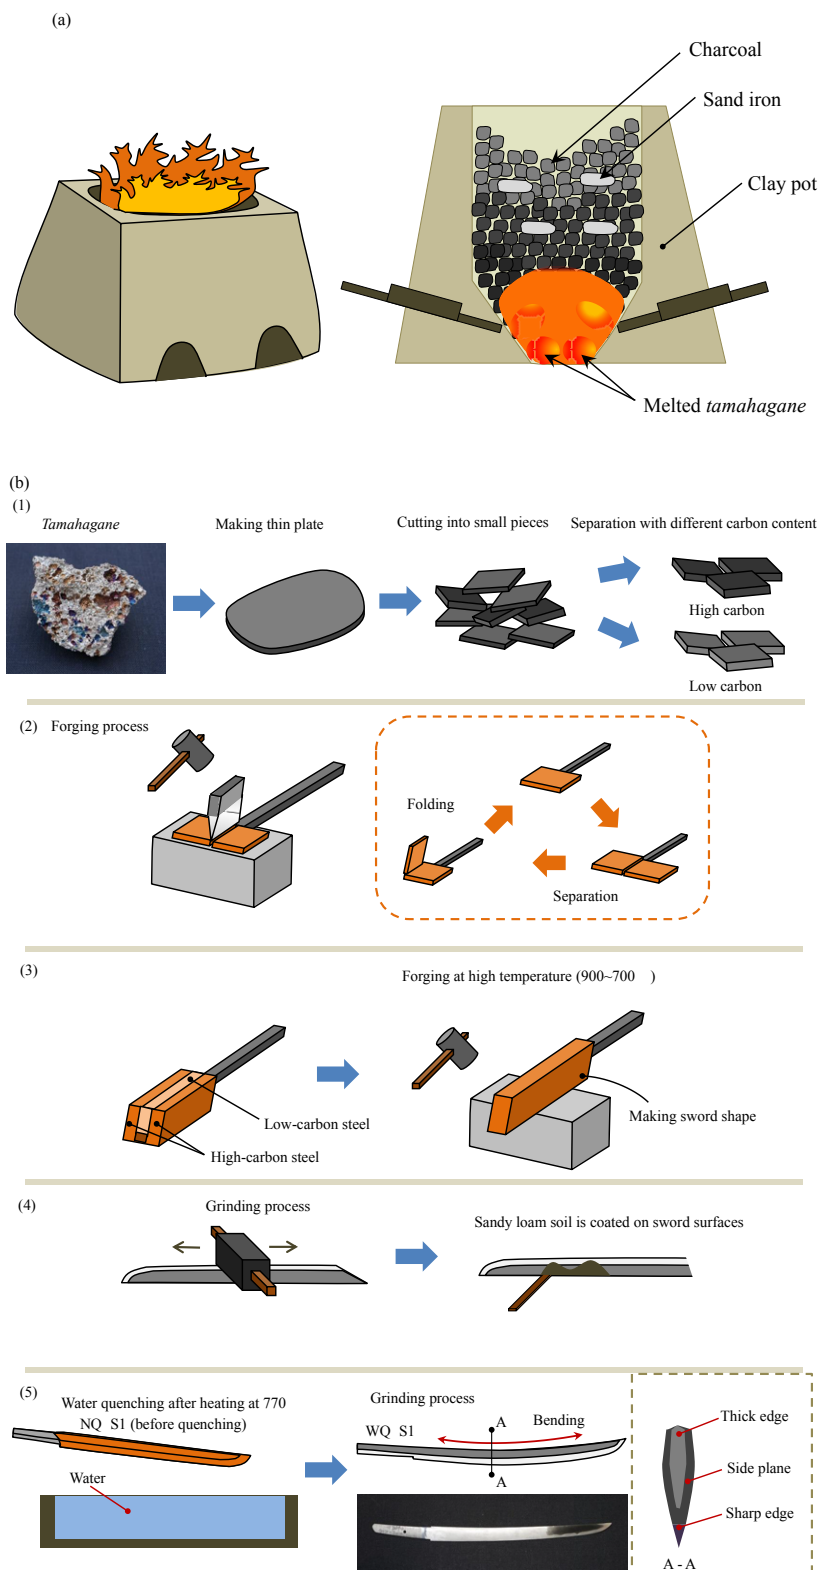 (a)
Charcoal
Sand iron
Clay pot
Melted tamahagane
(b)
(1)
Tamahagane
Making thin plate
Cutting into small pieces
Separation with different carbon content
High carbon
Low carbon
(2) Forging process
Folding
Separation
(3)
Forging at high temperature (900~700 )
Low-carbon steel
High-carbon steel
Making sword shape
(4)
Grinding process
Sandy loam soil is coated on sword surfaces
(5)
Water quenching after heating at 770
NQ S1 (before quenching)
Water
Grinding process
WQ S1
A
Bending
A
Thick edge
Side plane
Sharp edge
A - A